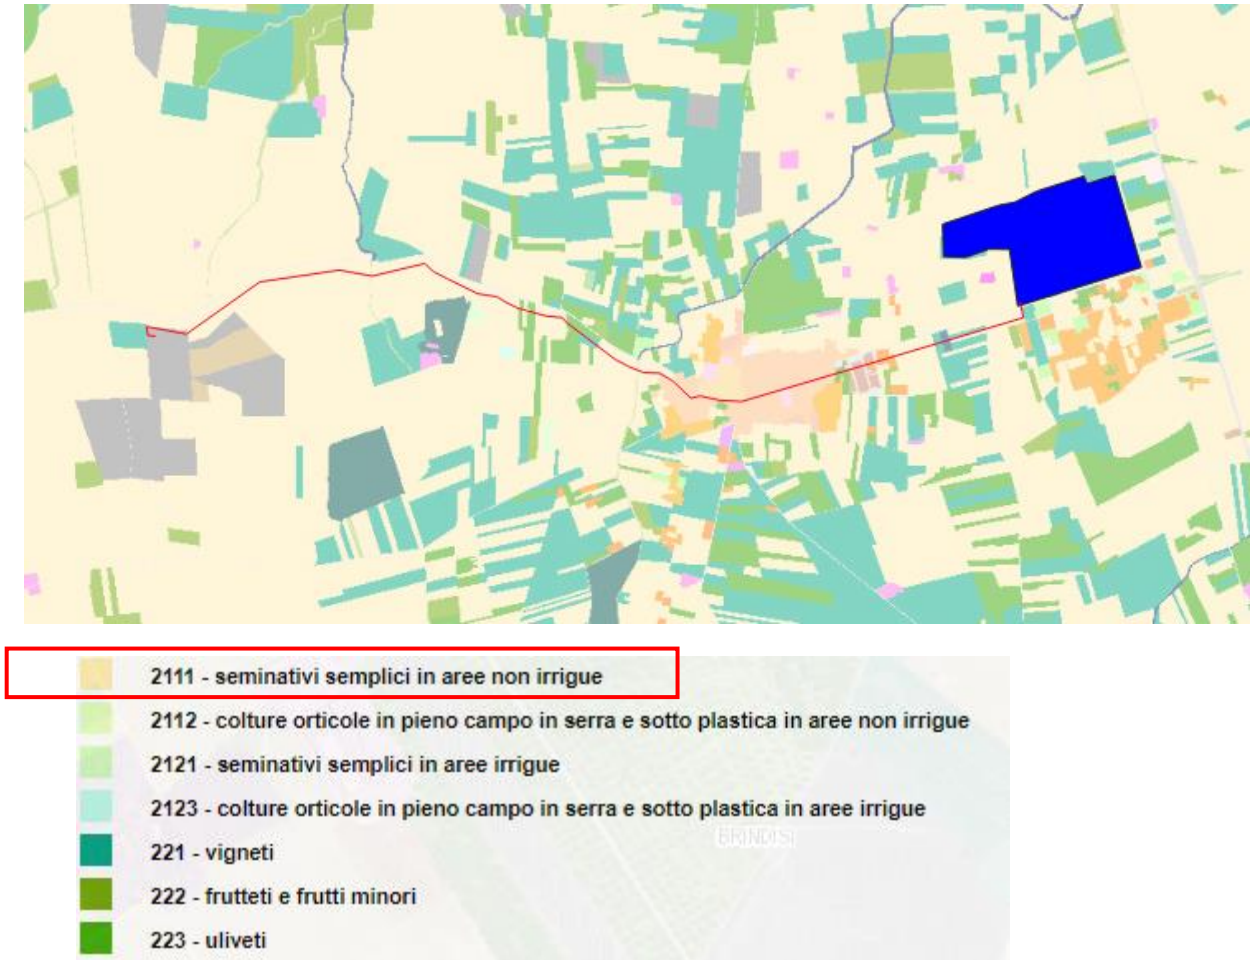 2111 - seminativi semplici in aree non irrigue
2112 - colture orticole in pieno campo in serra e sotto plastica in aree non irrigue
2121 - seminativi semplici in aree irrigue
2123 - colture orticole in pieno campo in serra e sotto plastica in aree irrigue
BRINDISI
221 - vigneti
222 - frutteti e frutti minori
223 - uliveti